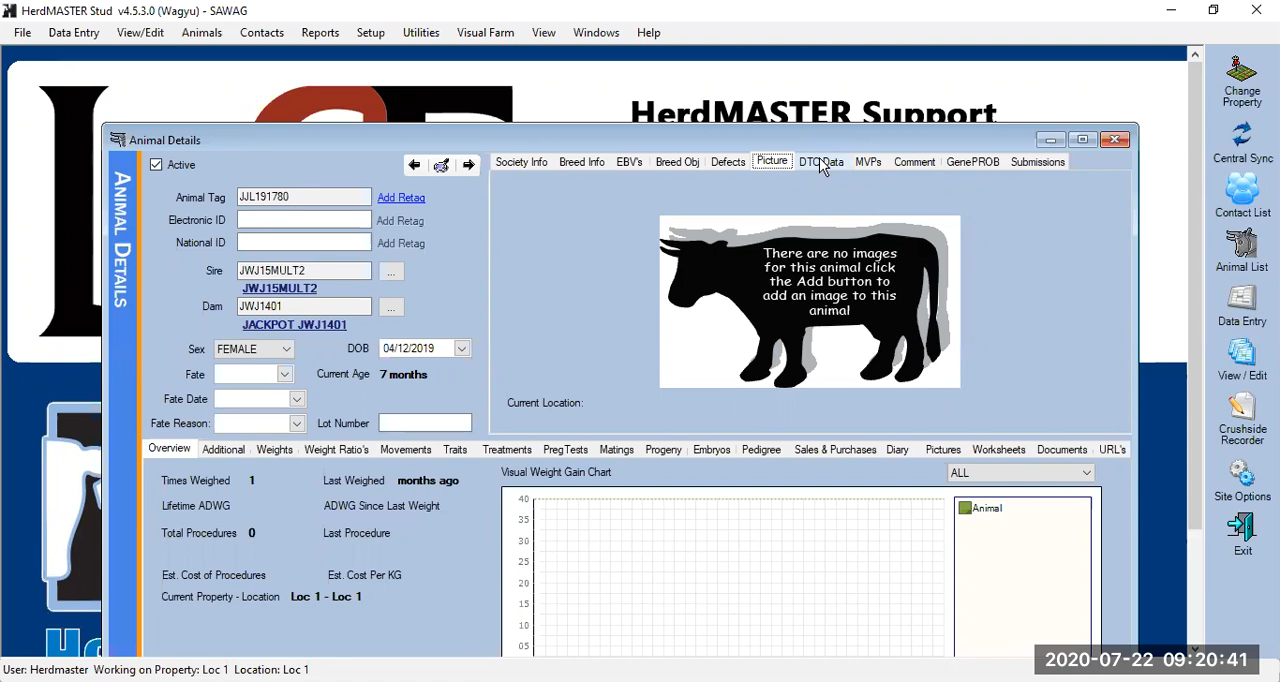 HerdMASTER Stud v4.5.3.0 (Wagyu) - SAWAG
File Data Entry View/Edit Animals Contacts Reports Setup Utilities Visual Farm View Windows Help
HerdMASTER Support
Animal Details
Active
ANIMAL DETAILS
Animal Tag JJL191780 Add Retag
Electronic ID Add Retag
National ID Add Retag
Sire JWJ15MULT2 ...
JWJ15MULT2
Dam JWJ1401 ...
JACKPOT JWJ1401
Sex FEMALE DOB 04/12/2019
Fate Current Age 7 months
Fate Date
Fate Reason: Lot Number
Society Info Breed Info EBV's Breed Obj Defects Picture DTO Data MVPs Comment GenePROB Submissions
There are no images
for this animal click
the Add button to
add an image to this
animal
Current Location:
Overview Additional Weights Weight Ratio's Movements Traits Treatments Preg Tests Matings Progeny Embryos Pedigree Sales & Purchases Diary Pictures Worksheets Documents URL's
Times Weighed 1 Last Weighed months ago
Lifetime ADWG ADWG Since Last Weight
Total Procedures 0 Last Procedure
Est. Cost of Procedures Est. Cost Per KG
Current Property - Location Loc 1 - Loc 1
Visual Weight Gain Chart ALL
40
35
30
25
20
15
10
05
Animal
Change
Property
Central Sync
Contact List
Animal List
Data Entry
View / Edit
Crushside
Recorder
Site Options
Exit
User: Herdmaster Working on Property: Loc 1 Location: Loc 1
2020-07-22 09:20:41